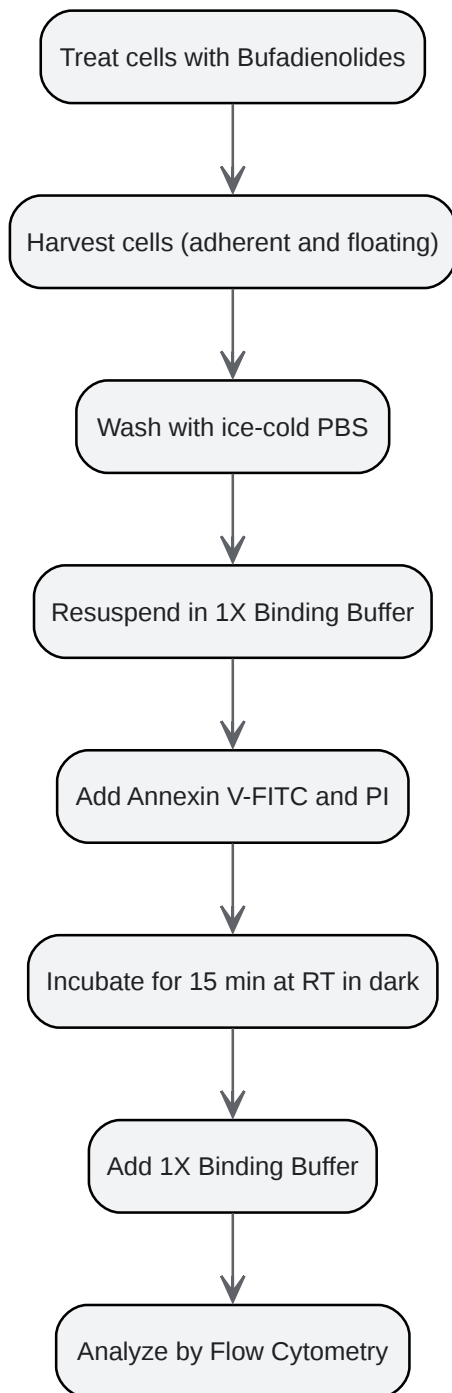 Treat cells with Bufadienolides
Harvest cells (adherent and floating)
Wash with ice-cold PBS
Resuspend in 1X Binding Buffer
Add Annexin V-FITC and PI
Incubate for 15 min at RT in dark
Add 1X Binding Buffer
Analyze by Flow Cytometry